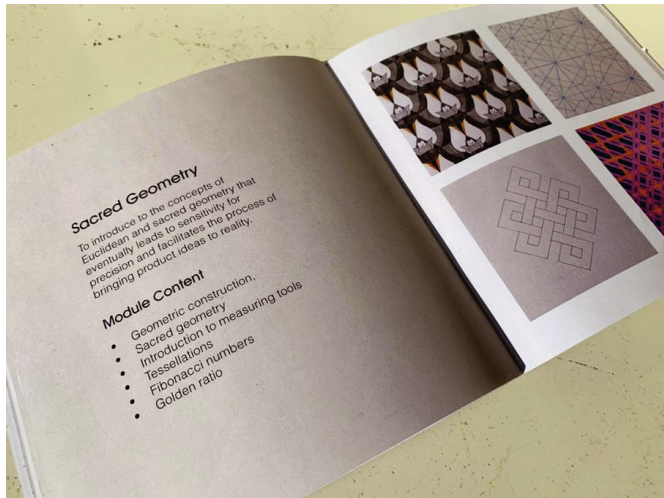 Sacred Geometry
To introduce to the concepts of
Euclidean and sacred geometry that
eventually leads to sensitivity for
precision and facilitates the process of
bringing product ideas to reality.
Module Content
• Geometric construction,
• Sacred geometry
• Introduction to measuring tools
• Tessellations
• Fibonacci numbers
• Golden ratio
•